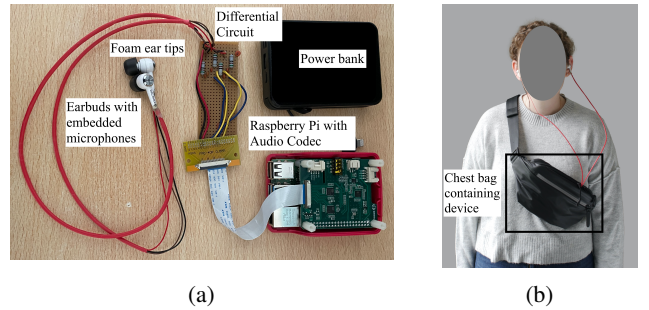 Differential
Circuit
Foam ear tips
Power bank
Earbuds with
embedded
microphones
Raspberry Pi with
Audio Codec
Chest bag
containing
device
(a)
(b)